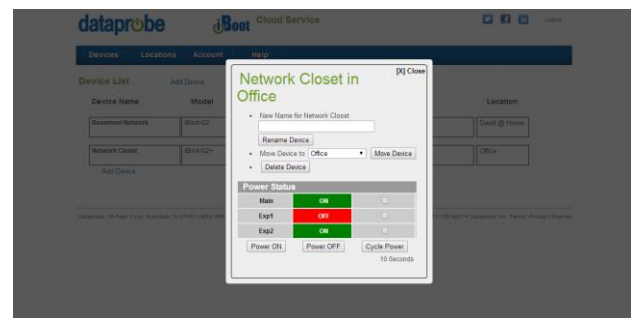 dataprobe iBoot Cloud Service Logout
Devices Locations Account Help
Device List Add Device
Device Name Model Location
Basement Network iBoot-G2 David @ Home
Network Closet iBoot-G2+ Office
Add Device
[X] Close
Network Closet in
Office
New Name for Network Closet
Rename Device
Move Device to Office Move Device
Delete Device
Power Status
Main ON
Exp1 OFF
Exp2 ON
Power ON Power OFF Cycle Power
10 Seconds